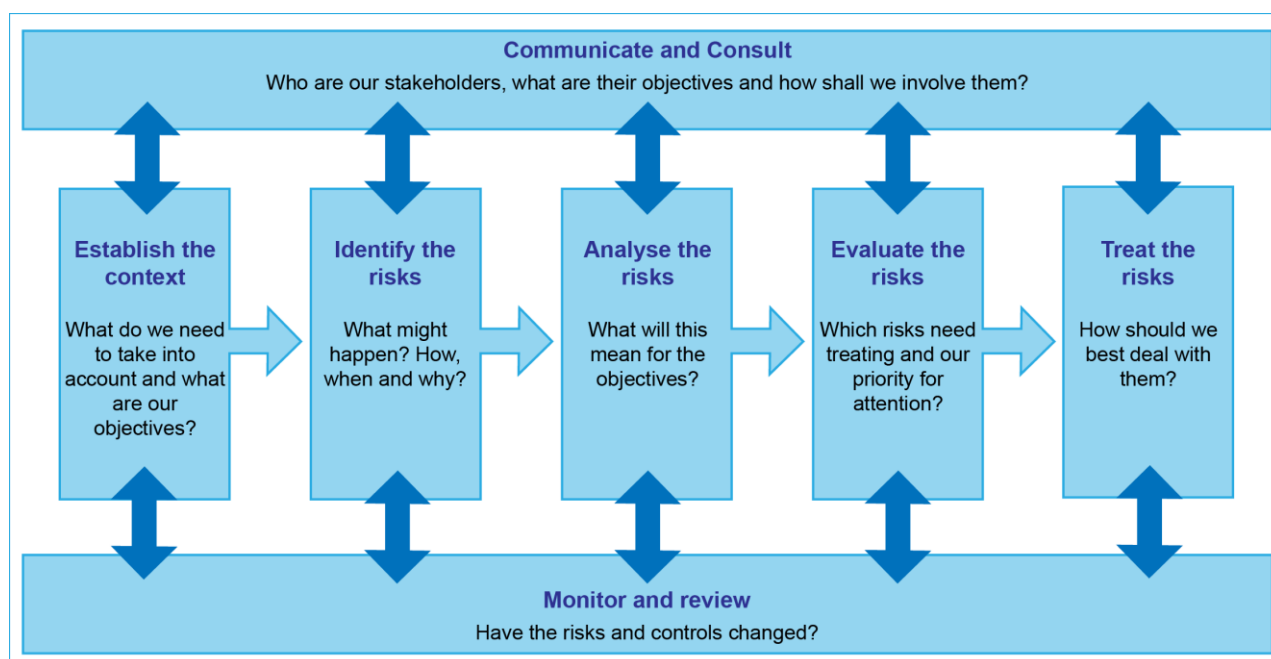 Communicate and Consult
Who are our stakeholders, what are their objectives and how shall we involve them?
Establish the
context
What do we need
to take into
account and what
are our
objectives?
Identify the
risks
What might
happen? How,
when and why?
Analyse the
risks
What will this
mean for the
objectives?
Evaluate the
risks
Which risks need
treating and our
priority for
attention?
Treat the
risks
How should we
best deal with
them?
Monitor and review
Have the risks and controls changed?